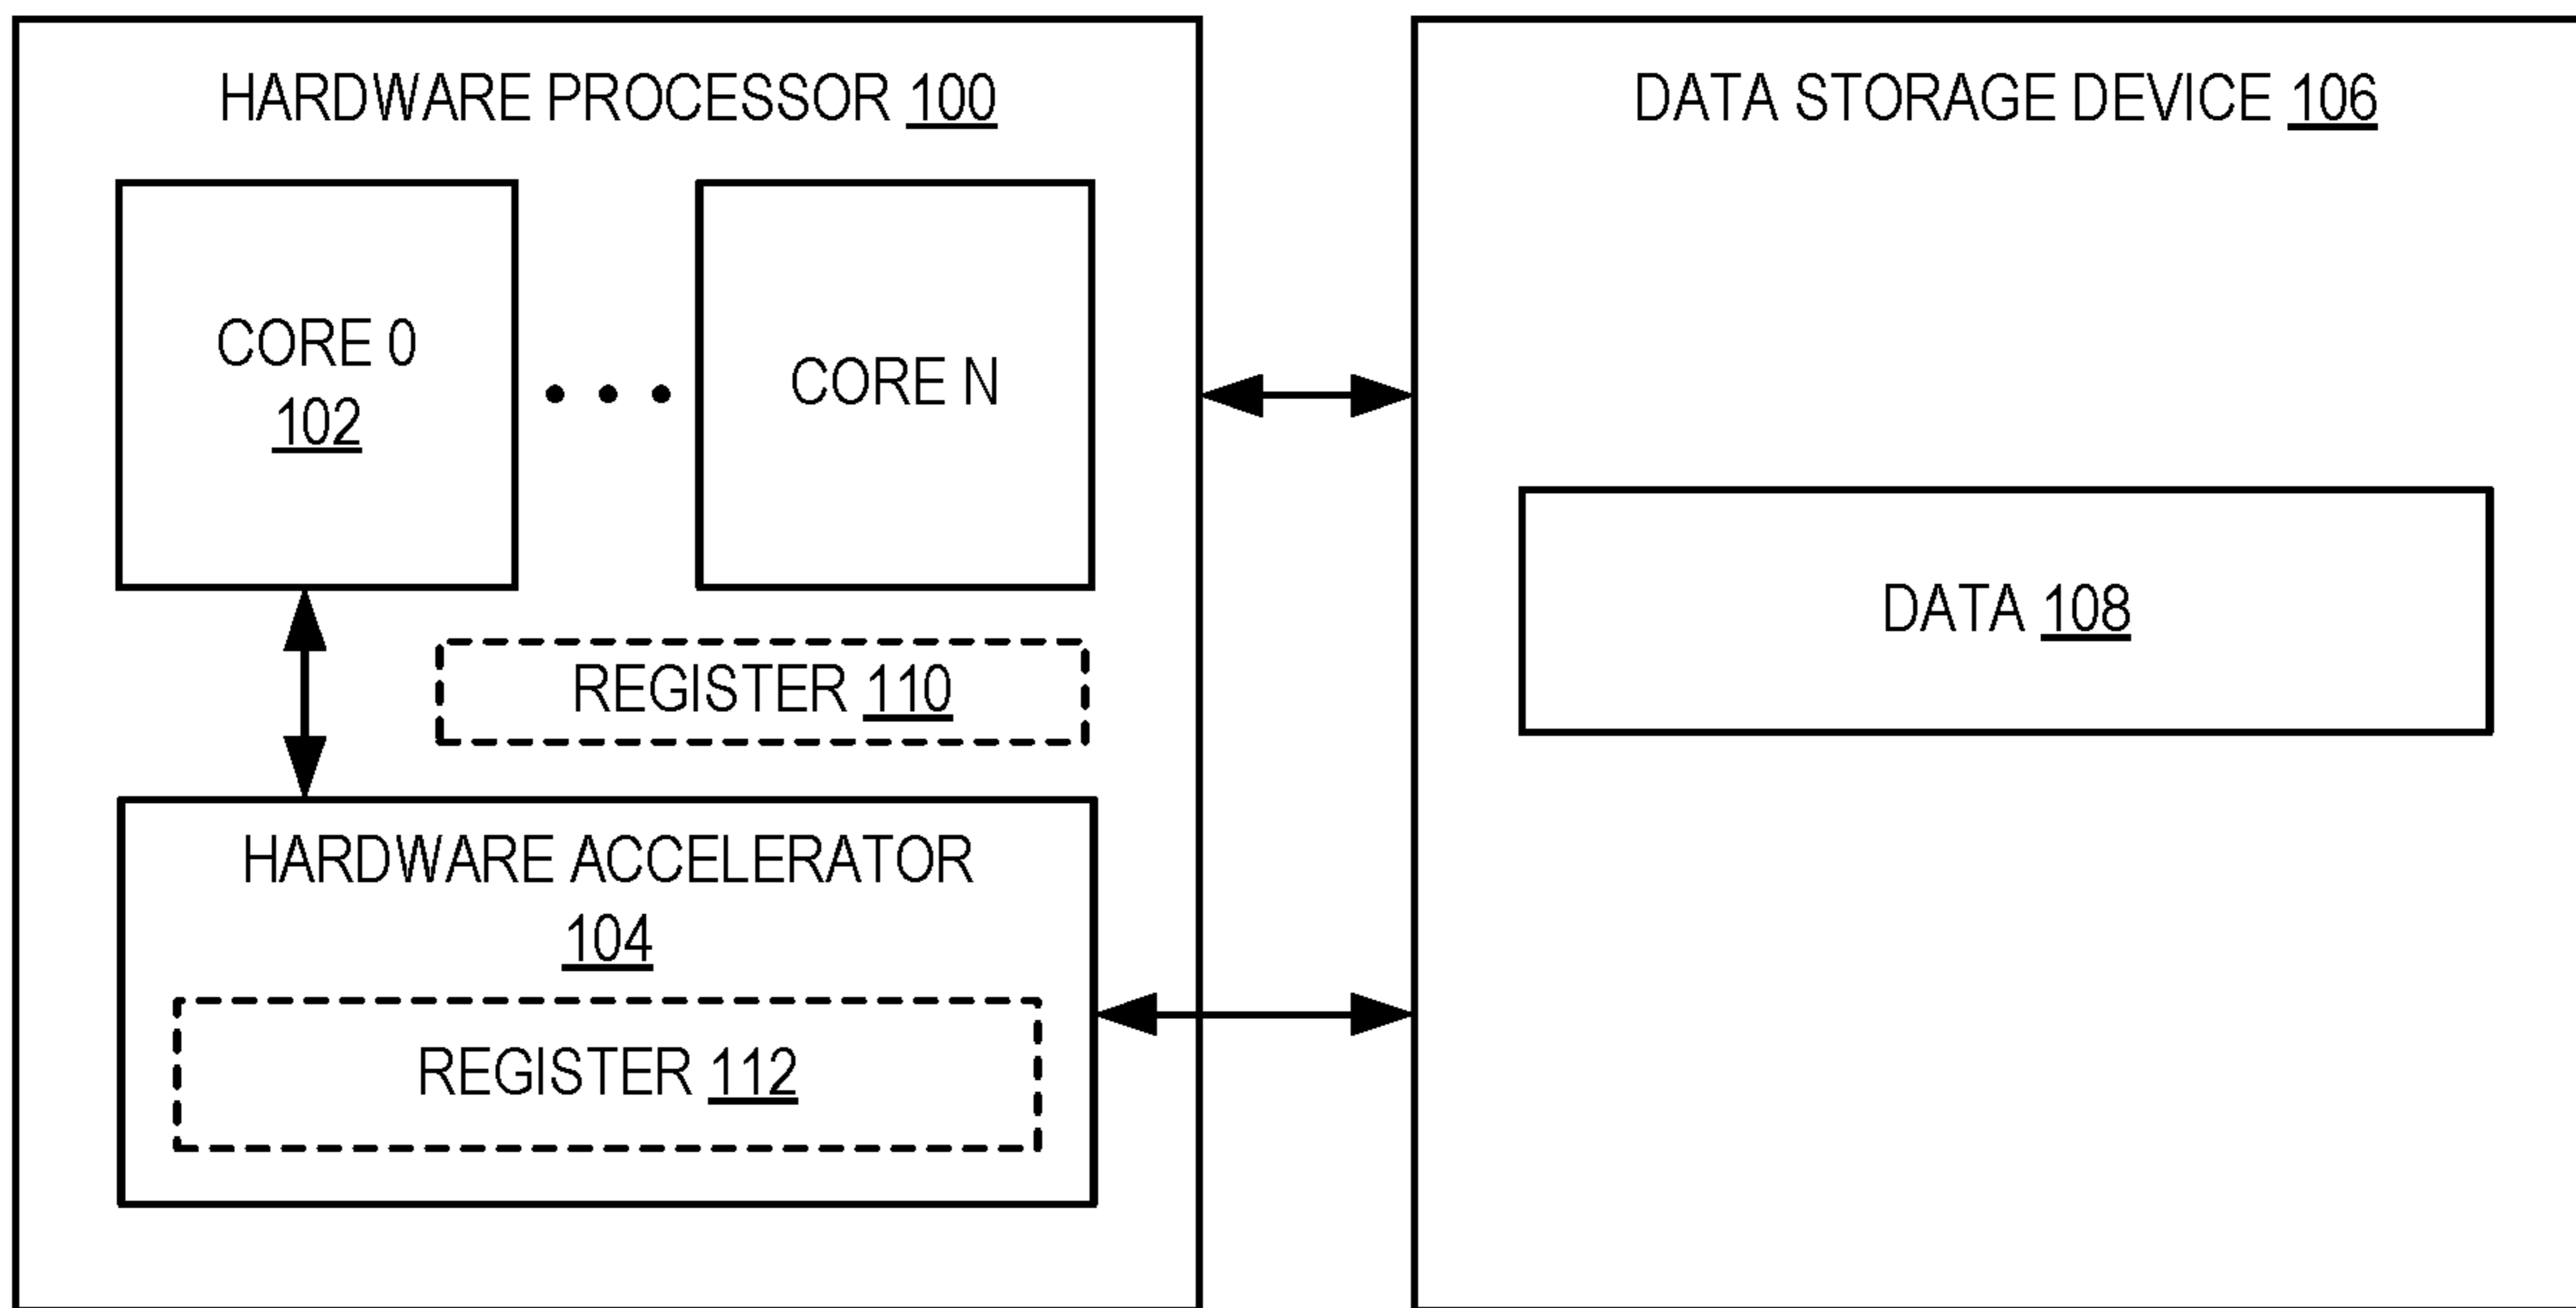 HARDWARE PROCESSOR 100
DATA STORAGE DEVICE 106
CORE 0
102
CORE N
DATA 108
REGISTER 110
HARDWARE ACCELERATOR
104
REGISTER 112